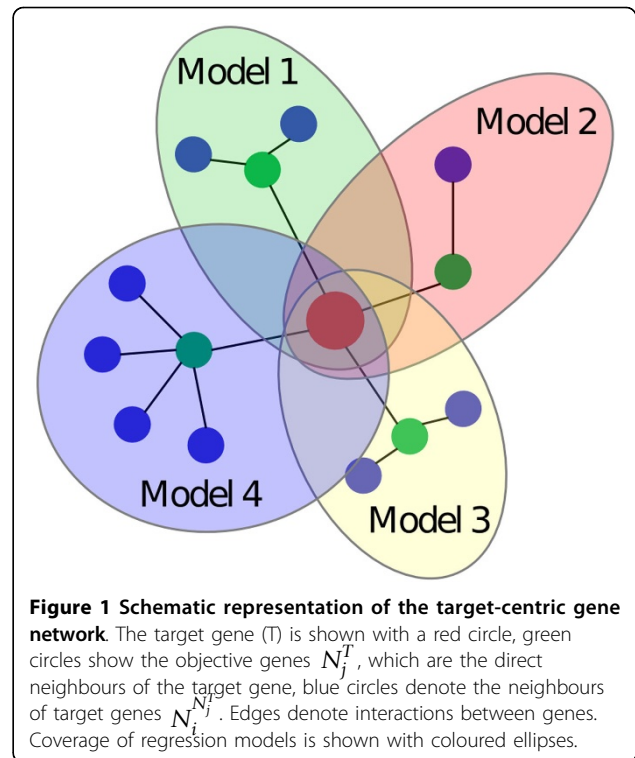 Model 1
Model 2
Model 4
Model 3
Figure 1 Schematic representation of the target-centric gene
network. The target gene (T) is shown with a red circle, green
circles show the objective genes N_j^T, which are the direct
neighbours of the target gene, blue circles denote the neighbours
of target genes N_i^{N_j^T}. Edges denote interactions between genes.
Coverage of regression models is shown with coloured ellipses.